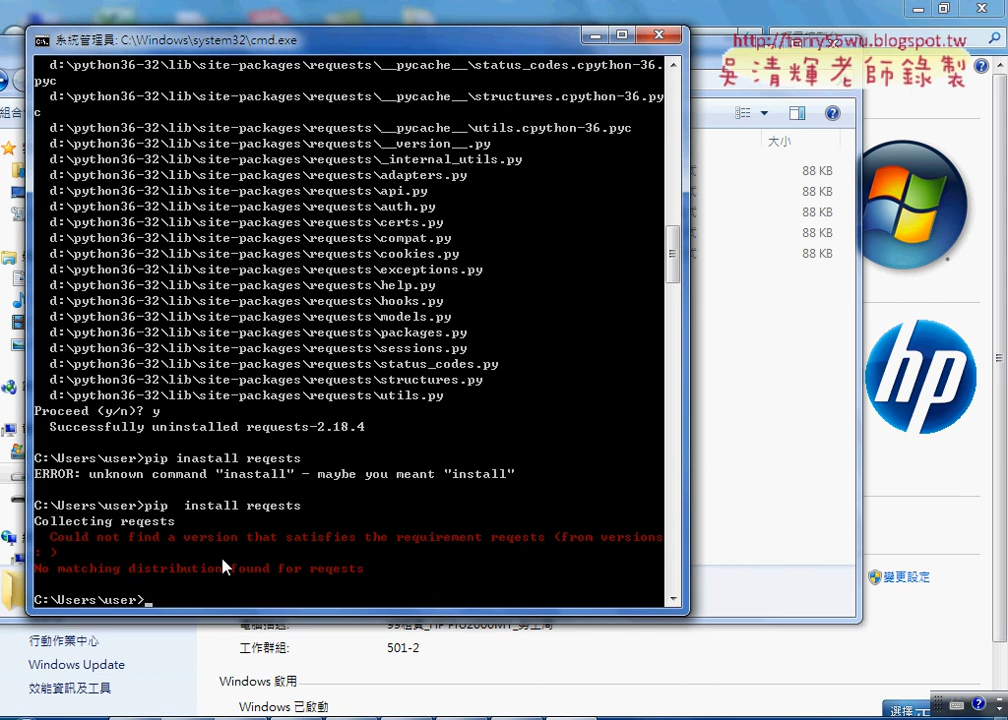 http://terry55wu.blogspot.tw
吳清輝老師錄製
系統管理員: C:\Windows\system32\cmd.exe
d:\python36-32\lib\site-packages\requests\__pycache__\status_codes.cpython-36.
pyc
d:\python36-32\lib\site-packages\requests\__pycache__\structures.cpython-36.py
c
d:\python36-32\lib\site-packages\requests\__pycache__\utils.cpython-36.pyc
d:\python36-32\lib\site-packages\requests\__version__.py
d:\python36-32\lib\site-packages\requests\_internal_utils.py
d:\python36-32\lib\site-packages\requests\adapters.py
d:\python36-32\lib\site-packages\requests\api.py
d:\python36-32\lib\site-packages\requests\auth.py
d:\python36-32\lib\site-packages\requests\certs.py
d:\python36-32\lib\site-packages\requests\compat.py
d:\python36-32\lib\site-packages\requests\cookies.py
d:\python36-32\lib\site-packages\requests\exceptions.py
d:\python36-32\lib\site-packages\requests\help.py
d:\python36-32\lib\site-packages\requests\hooks.py
d:\python36-32\lib\site-packages\requests\models.py
d:\python36-32\lib\site-packages\requests\packages.py
d:\python36-32\lib\site-packages\requests\sessions.py
d:\python36-32\lib\site-packages\requests\status_codes.py
d:\python36-32\lib\site-packages\requests\structures.py
d:\python36-32\lib\site-packages\requests\utils.py
Proceed (y/n)? y
Successfully uninstalled requests-2.18.4
C:\Users\user>pip inastall reqests
ERROR: unknown command "inastall" - maybe you meant "install"
C:\Users\user>pip  install reqests
Collecting reqests
Could not find a version that satisfies the requirement reqests (from versions
: )
No matching distribution found for reqests
C:\Users\user>
組合
大小
88 KB
88 KB
88 KB
88 KB
88 KB
hp
變更設定
行動作業中心
Windows Update
效能資訊及工具
工作群組:
501-2
Windows 啟用
Windows 已啟動
選擇